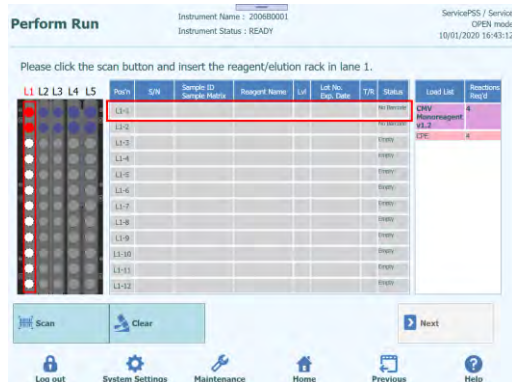 Perform Run
Instrument Name : 200680001
Instrument Status : READY
ServicePSS / Service
OPEN mode
10/01/2020 16:43:12
Please click the scan button and insert the reagent/elution rack in lane 1.
L1 L2 L3 L4 L5
Pos'n S/N Sample ID Sample Matrix Reagent Name Lvl Lot No. Exp. Date T/R Status
L1-1 No Barcode
L1-2 No Barcode
L1-3 Empty
L1-4 Empty
L1-5 Empty
L1-6 Empty
L1-7 Empty
L1-8 Empty
L1-9 Empty
L1-10 Empty
L1-11 Empty
L1-12 Empty
Load List Reactions Req'd
CMV Monoreagent v1.2 4
CPE 4
Scan
Clear
Next
Log out
System Settings
Maintenance
Home
Previous
Help